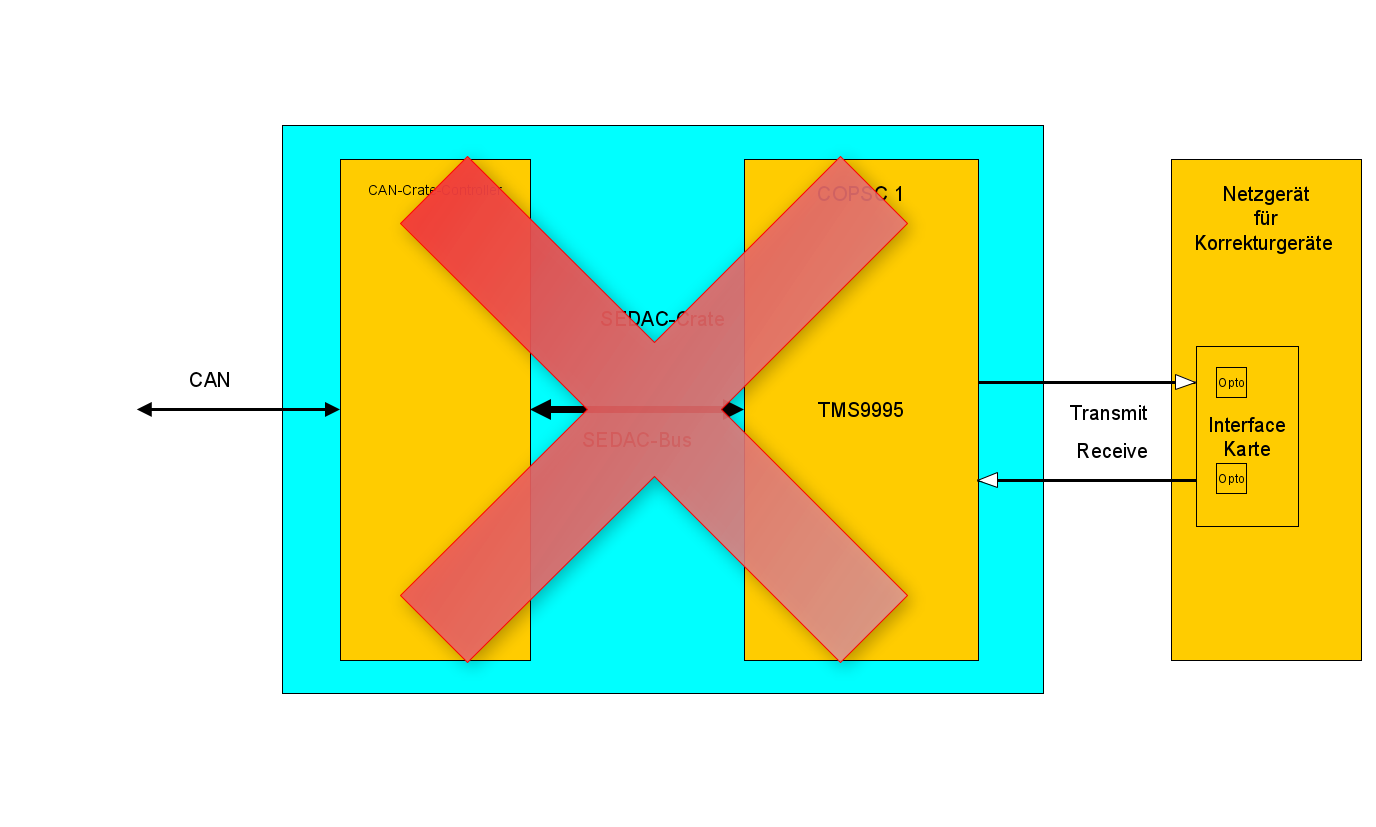 CAN-Crate-Controller
COPSC 1
Netzgerät
für
Korrekturgeräte
SEDAC-Crate
CAN
Opto
TMS9995
Transmit
Interface
Karte
SEDAC-Bus
Receive
Opto